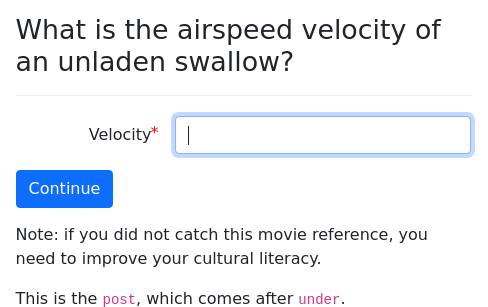 What is the airspeed velocity of
an unladen swallow?
Velocity*
Continue
Note: if you did not catch this movie reference, you
need to improve your cultural literacy.
This is the post, which comes after under.